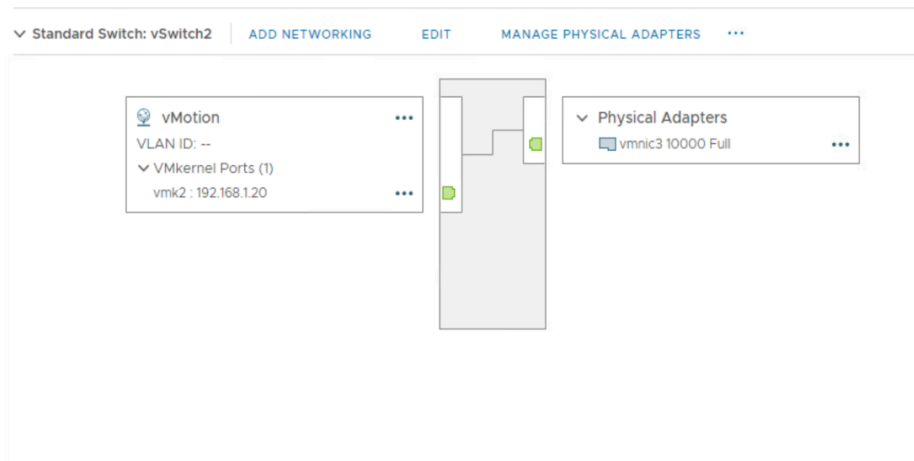 Standard Switch: vSwitch2 ADD NETWORKING EDIT MANAGE PHYSICAL ADAPTERS ...
vMotion ...
VLAN ID: --
VMkernel Ports (1)
vmk2 : 192.168.1.20 ...
Physical Adapters
vmnic3 10000 Full ...